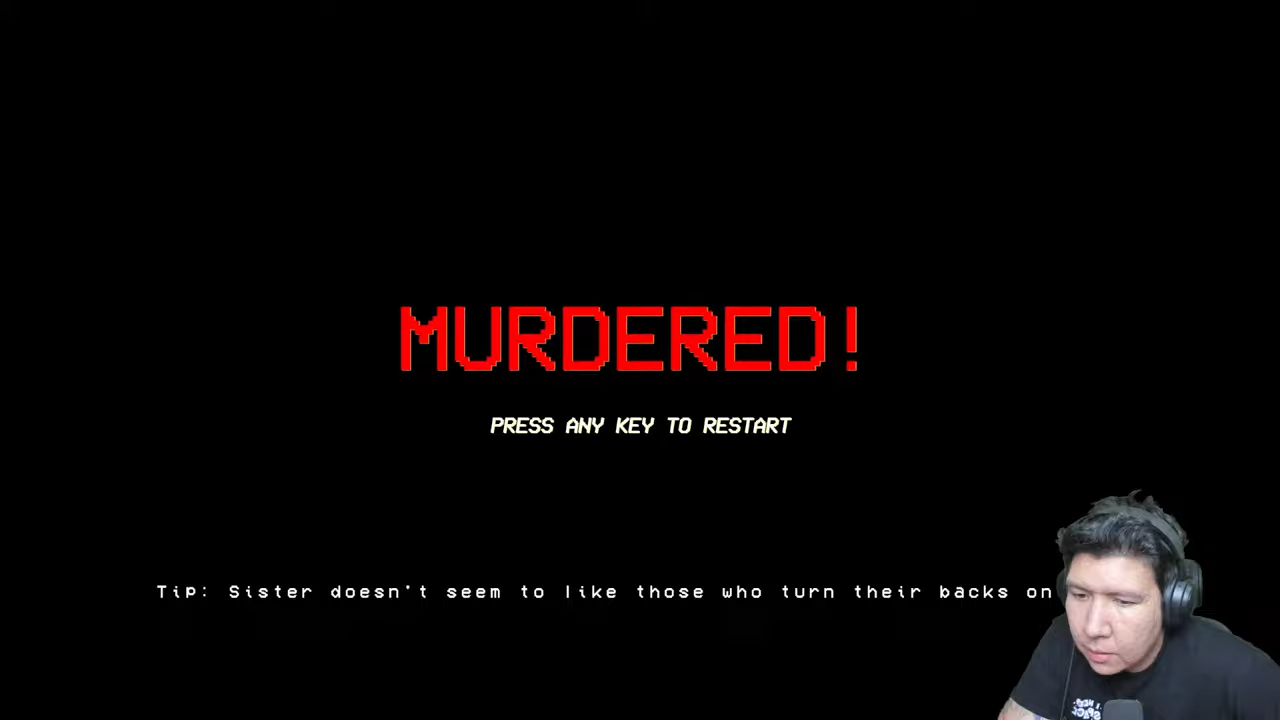 MURDERED!
PRESS ANY KEY TO RESTART
Tip: Sister doesn't seem to like those who turn their backs on